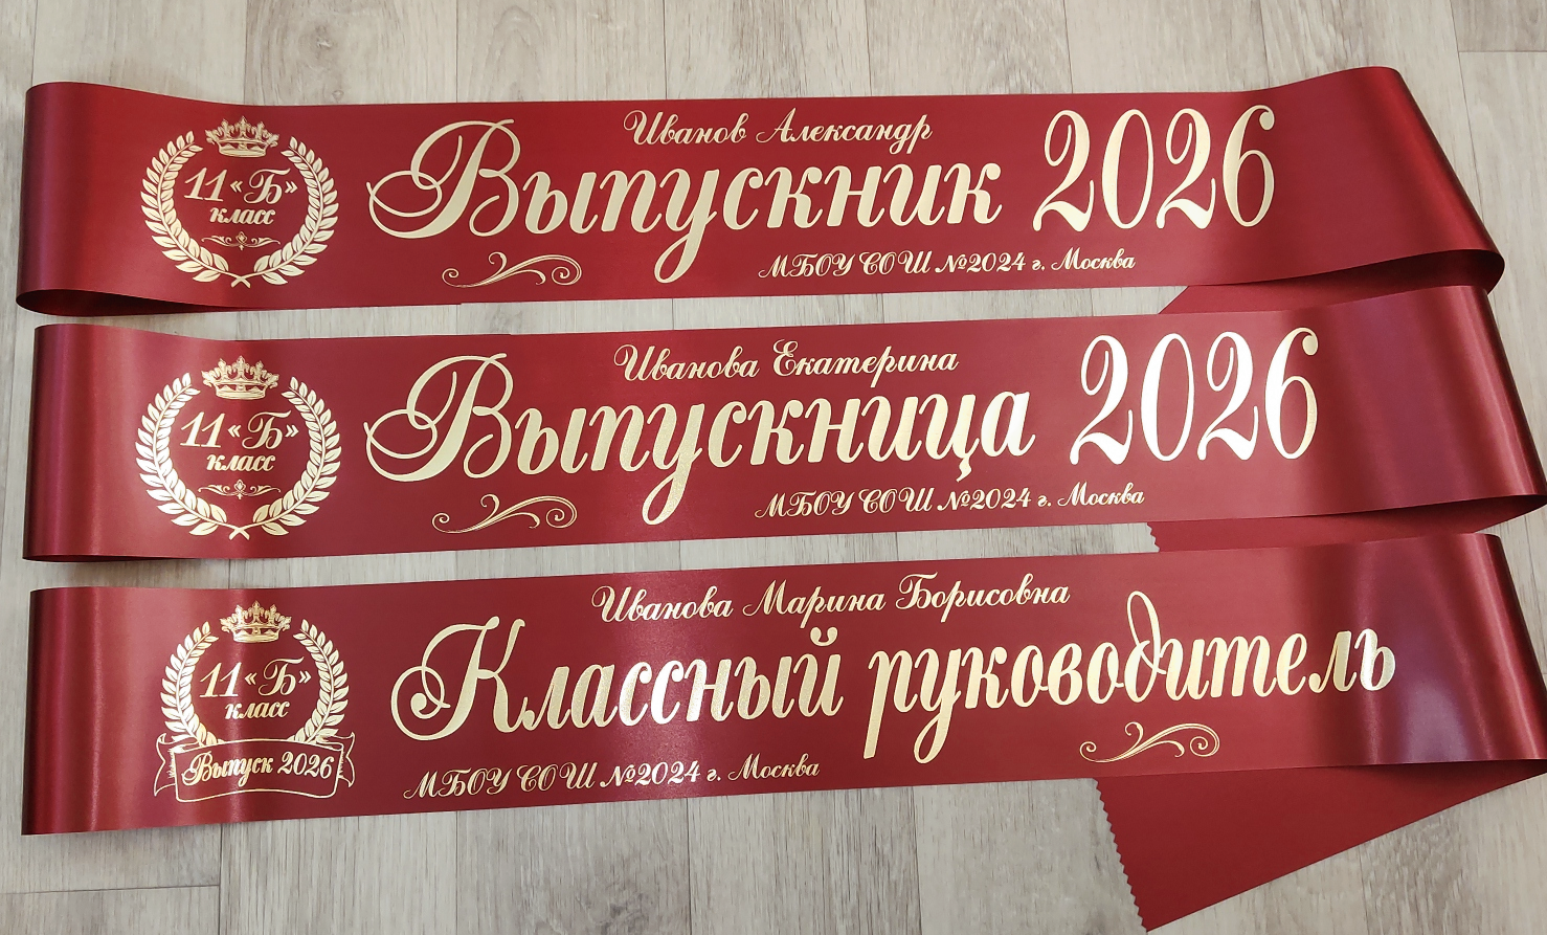 11 «Б»
класс
Иванов Александр
Выпускник 2026
МБОУ СОШ №2024 г. Москва
11 «Б»
класс
Иванова Екатерина
Выпускница 2026
МБОУ СОШ №2024 г. Москва
11 «Б»
класс
Выпуск 2026
Иванова Марина Борисовна
Классный руководитель
МБОУ СОШ №2024 г. Москва